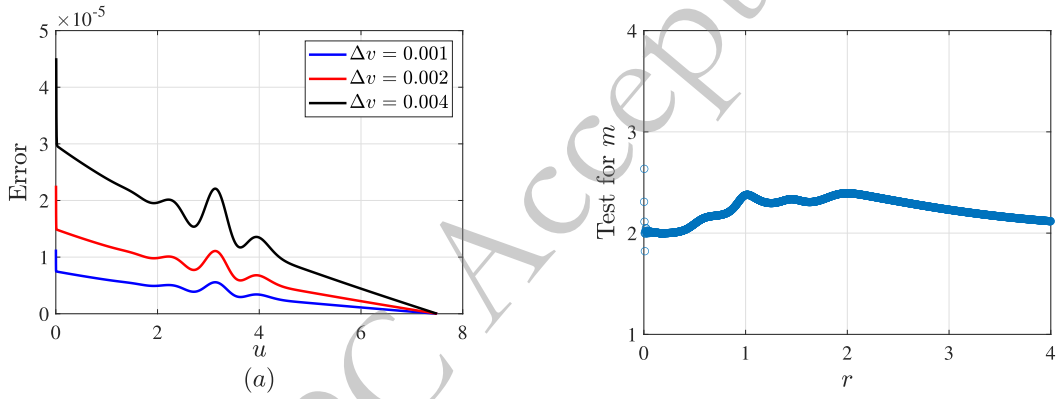 ×10⁻⁵
5
4
3
2
1
0
Error
Δv = 0.001
Δv = 0.002
Δv = 0.004
0 2 4 6 8
u
(a)
4
3
2
1
Test for m
0 1 2 3 4
r
C Accep